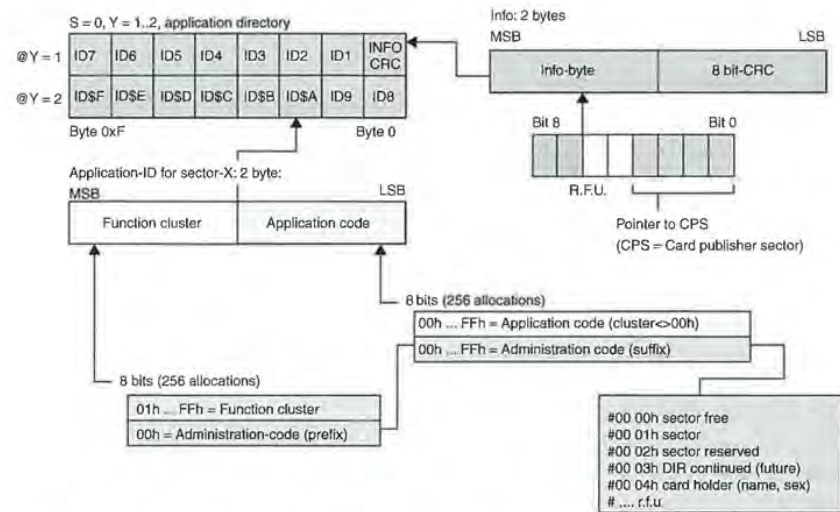 S = 0, Y = 1..2, application directory
@Y = 1 ID7 ID6 ID5 ID4 ID3 ID2 ID1 INFO CRC
@Y = 2 ID$F ID$E ID$D ID$C ID$B ID$A ID9 ID8
Byte 0xF Byte 0
Info: 2 bytes
MSB LSB
Info-byte 8 bit-CRC
Bit 8 Bit 0
R.F.U.
Pointer to CPS
(CPS = Card publisher sector)
Application-ID for sector-X: 2 byte:
MSB LSB
Function cluster Application code
8 bits (256 allocations)
00h ... FFh = Application code (cluster<>00h)
00h ... FFh = Administration code (suffix)
8 bits (256 allocations)
01h ... FFh = Function cluster
00h = Administration-code (prefix)
#00 00h sector free
#00 01h sector
#00 02h sector reserved
#00 03h DIR continued (future)
#00 04h card holder (name, sex)
# .... r.f.u.